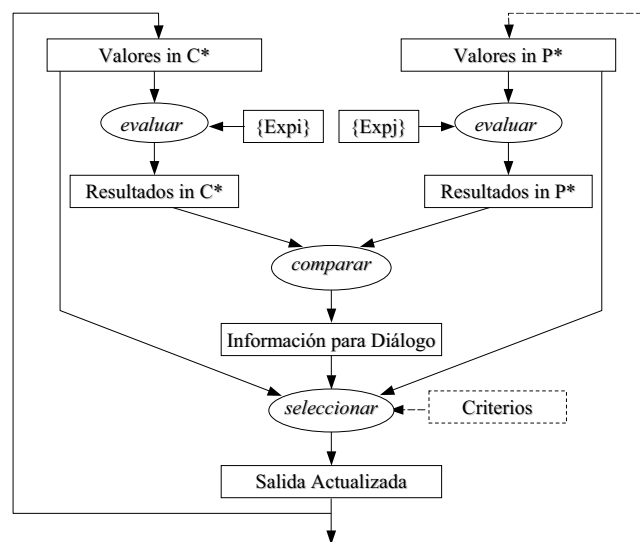 Valores in C*
Valores in P*
evaluar
{Expi}
{Expj}
evaluar
Resultados in C*
Resultados in P*
comparar
Información para Diálogo
seleccionar
Criterios
Salida Actualizada